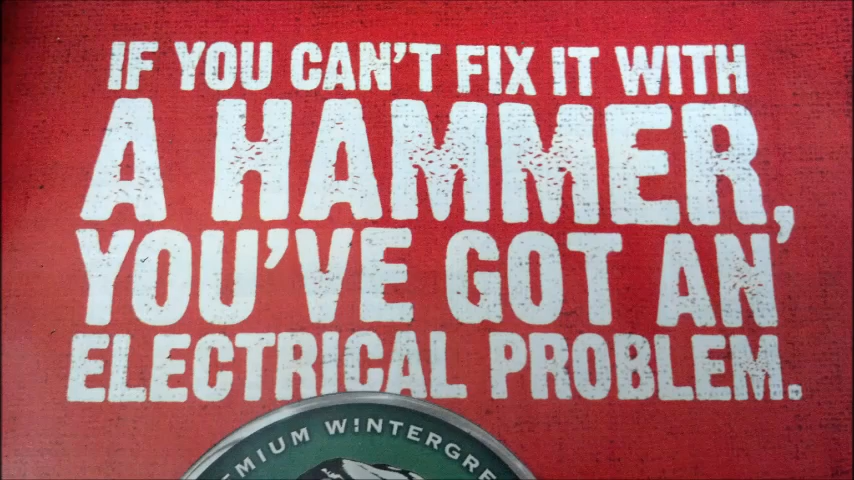 IF YOU CAN'T FIX IT WITH
A HAMMER,
YOU'VE GOT AN
ELECTRICAL PROBLEM.